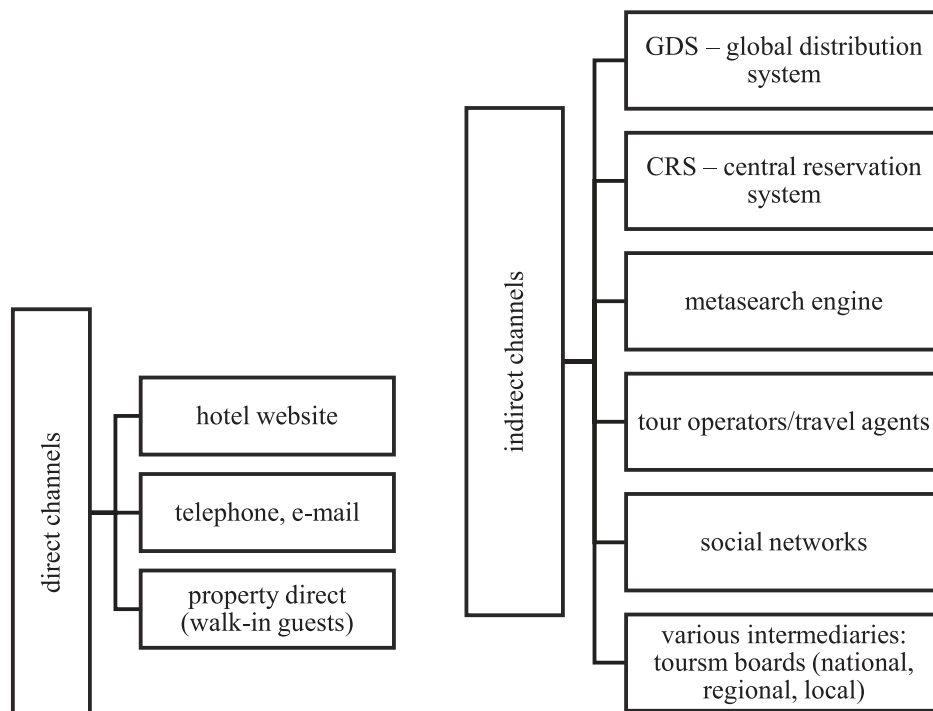 direct channels
hotel website
telephone, e-mail
property direct
(walk-in guests)
indirect channels
GDS – global distribution
system
CRS – central reservation
system
metasearch engine
tour operators/travel agents
social networks
various intermediaries:
toursm boards (national,
regional, local)